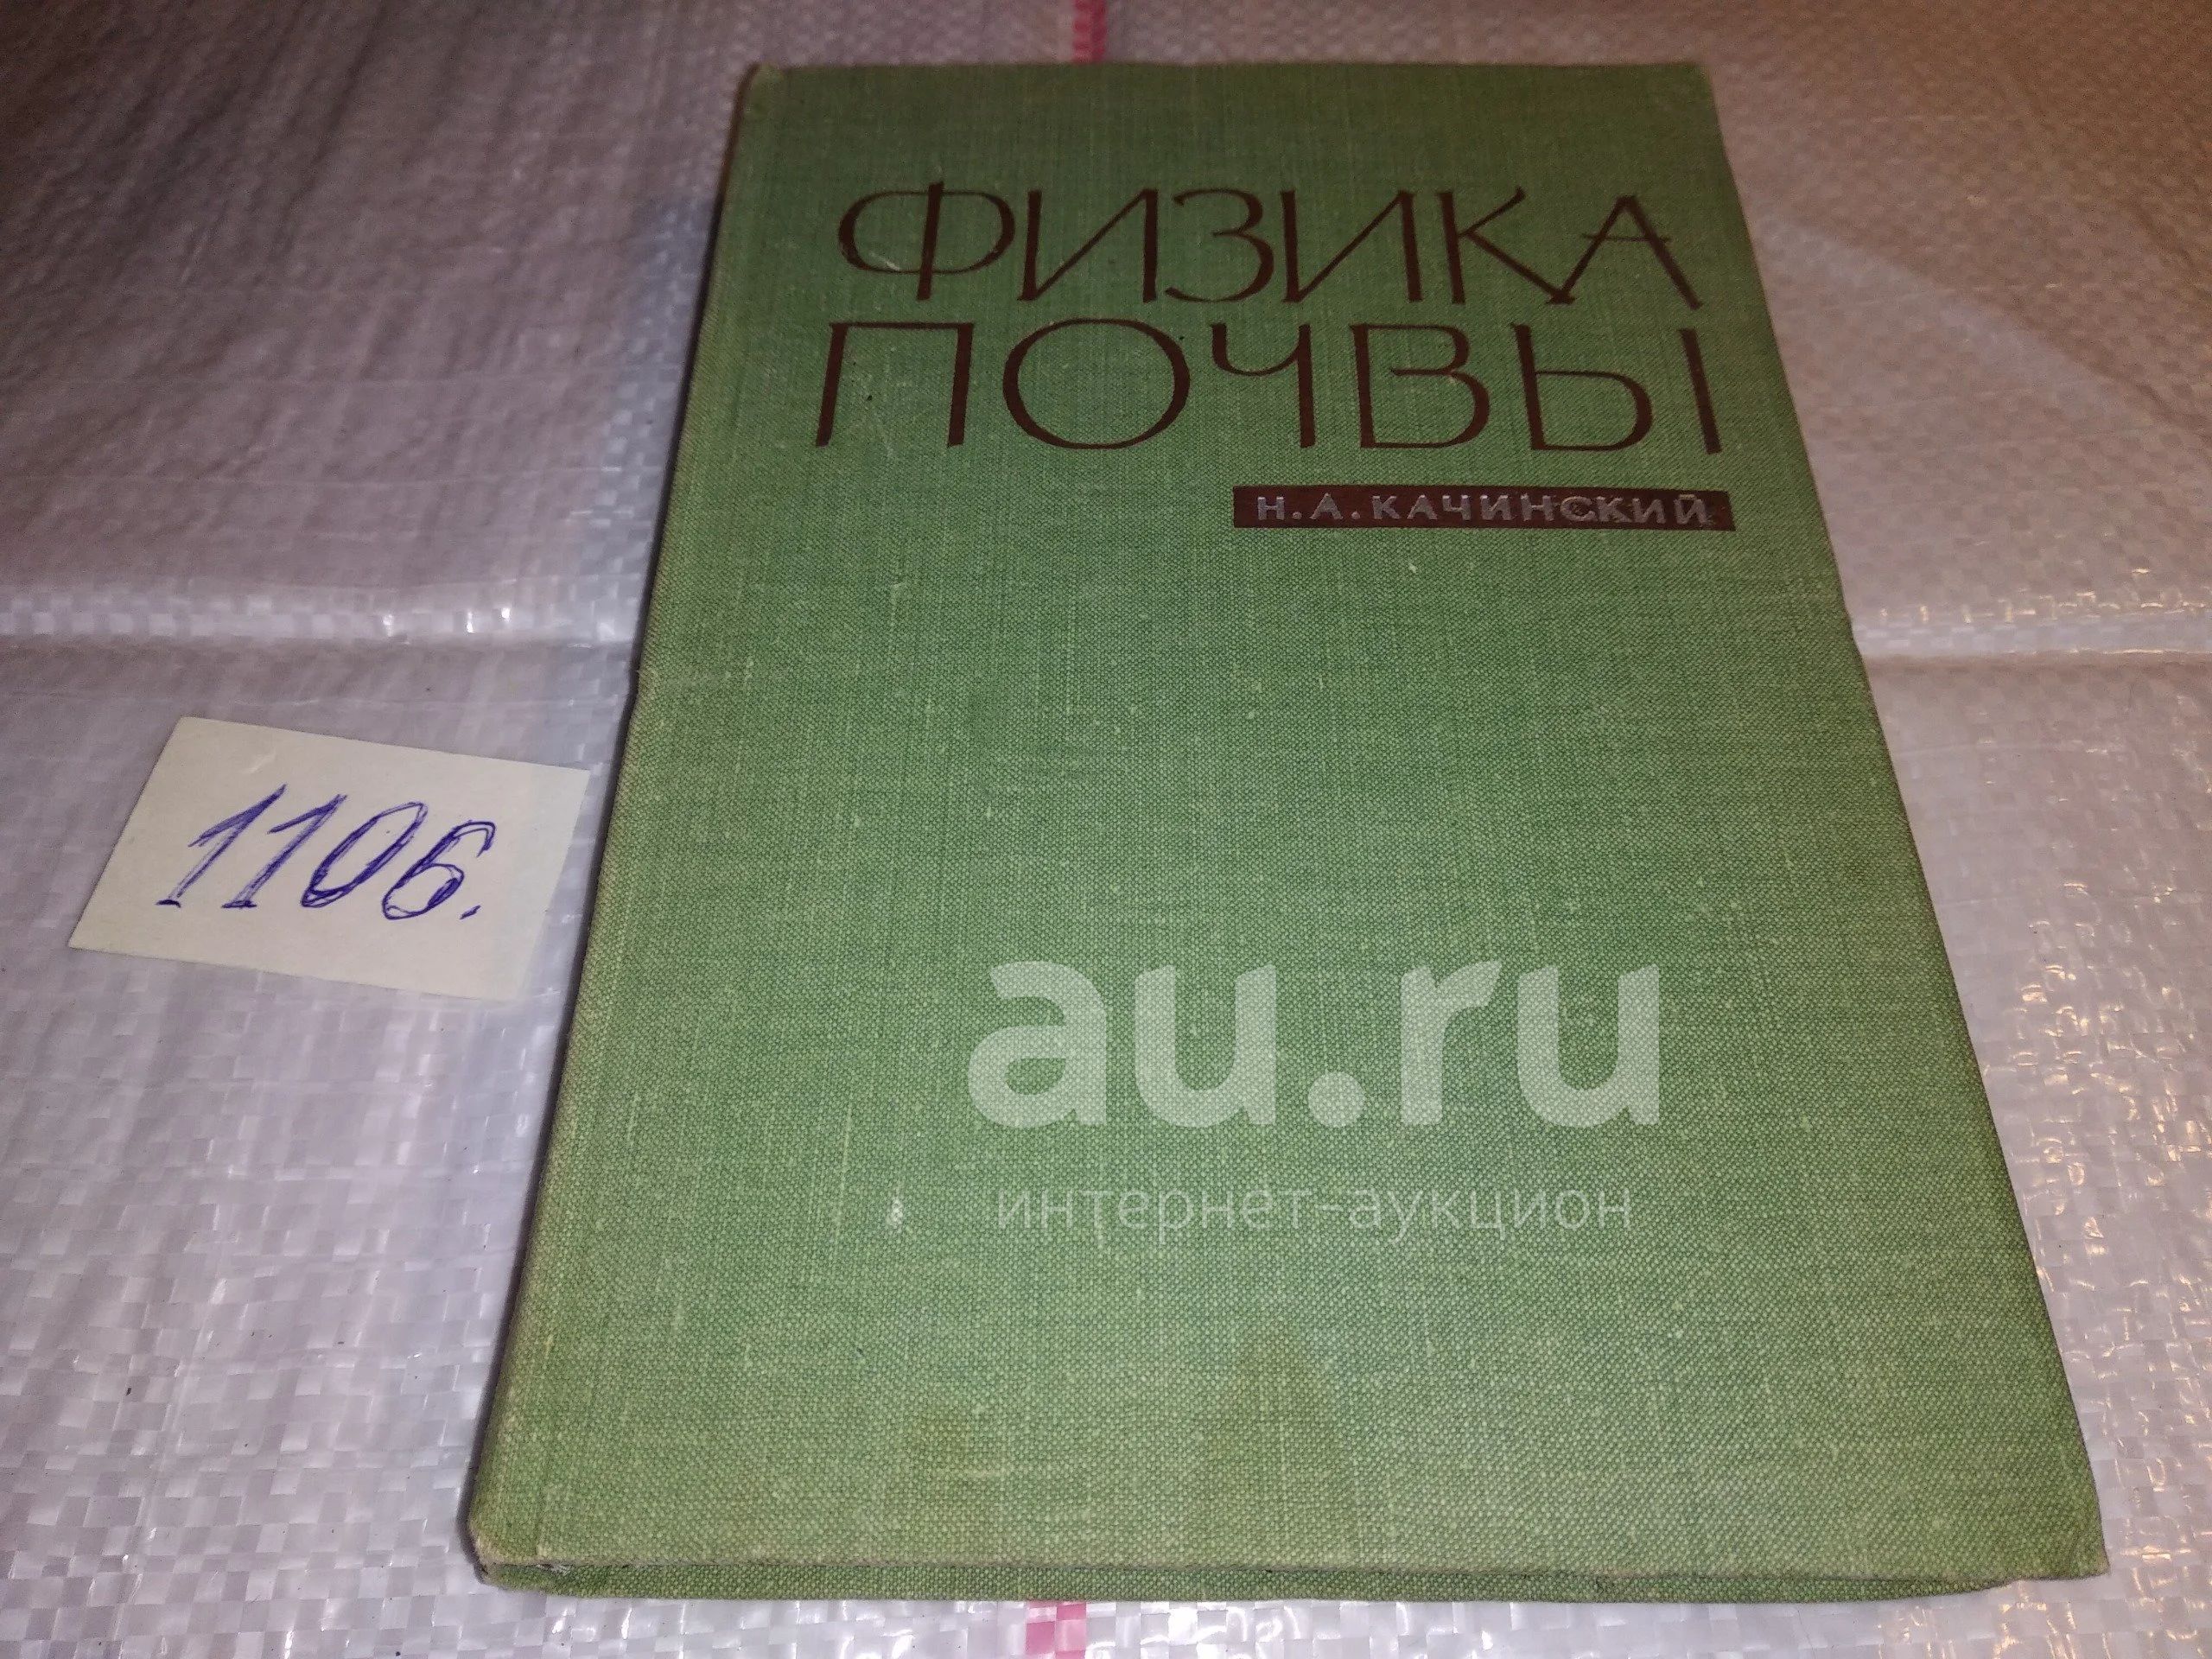 ФИЗИКА
ПОЧВЫ
Н.А.КАЧИНСКИЙ
1106.
au.ru
интернет-аукцион